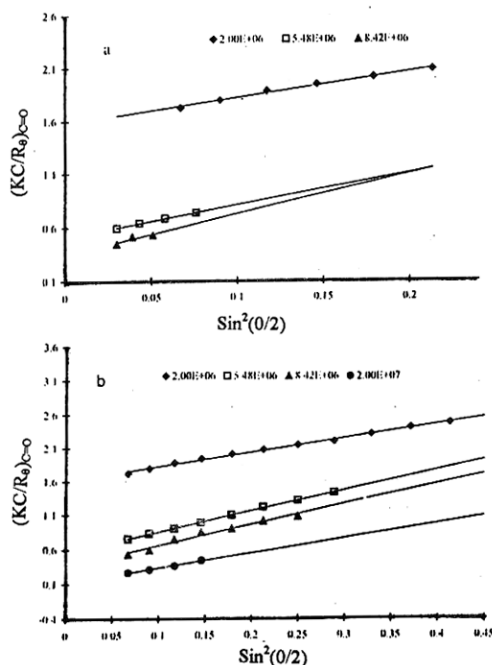 a
2.00E+06 5.48E+06 8.42E+06
2.6
2.1
1.6
1.1
0.6
0.1
(KC/Rθ)C=O
0 0.05 0.1 0.15 0.2
Sin²(0/2)
b
2.00E+06 5.48E+06 8.42E+06 2.00E+07
3.6
3.1
2.6
2.1
1.6
1.1
0.6
-0.4
(KC/Rθ)C=O
0 0.05 0.1 0.15 0.2 0.25 0.3 0.35 0.4 0.45
Sin²(0/2)